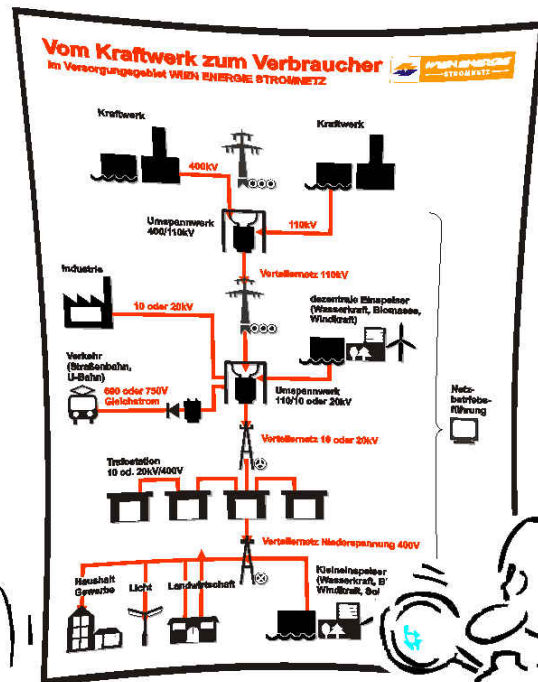 Vom Kraftwerk zum Verbraucher
im Versorgungsgebiet WIEN ENERGIE STROMNETZ
WIEN ENERGIE
STROMNETZ
Kraftwerk
Kraftwerk
400kV
Umspannwerk
400/110kV
110kV
Verteilernetz 110kV
Industrie
10 oder 20kV
dezentrale Einspeiser
(Wasserkraft, Biomasse,
Windkraft)
Verkehr
(Straßenbahn,
U-Bahn)
600 oder 750V
Gleichstrom
Umspannwerk
110/10 oder 20kV
Netz-
betriebs-
führung
Verteilernetz 10 oder 20kV
Trafostation
10 od. 20kV/400V
Verteilernetz Niederspannung 400V
Haushalt
Gewerbe
Licht
Landwirtschaft
Kleineinspeiser
(Wasserkraft,
Windkraft,